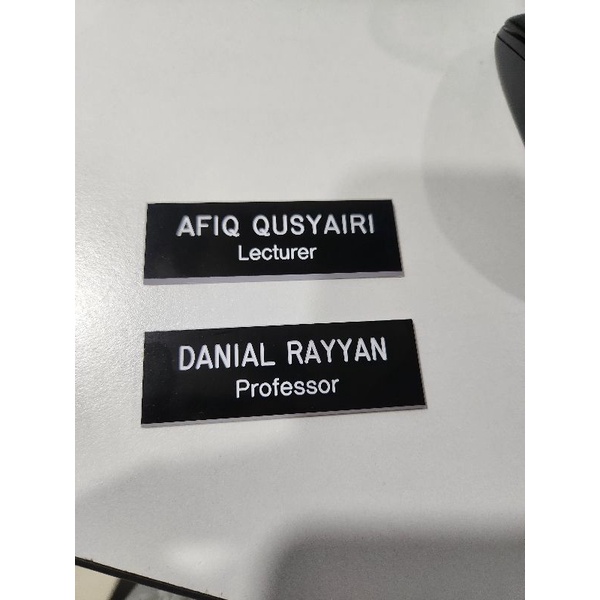 AFIQ QUSYAIRI
Lecturer
DANIAL RAYYAN
Professor